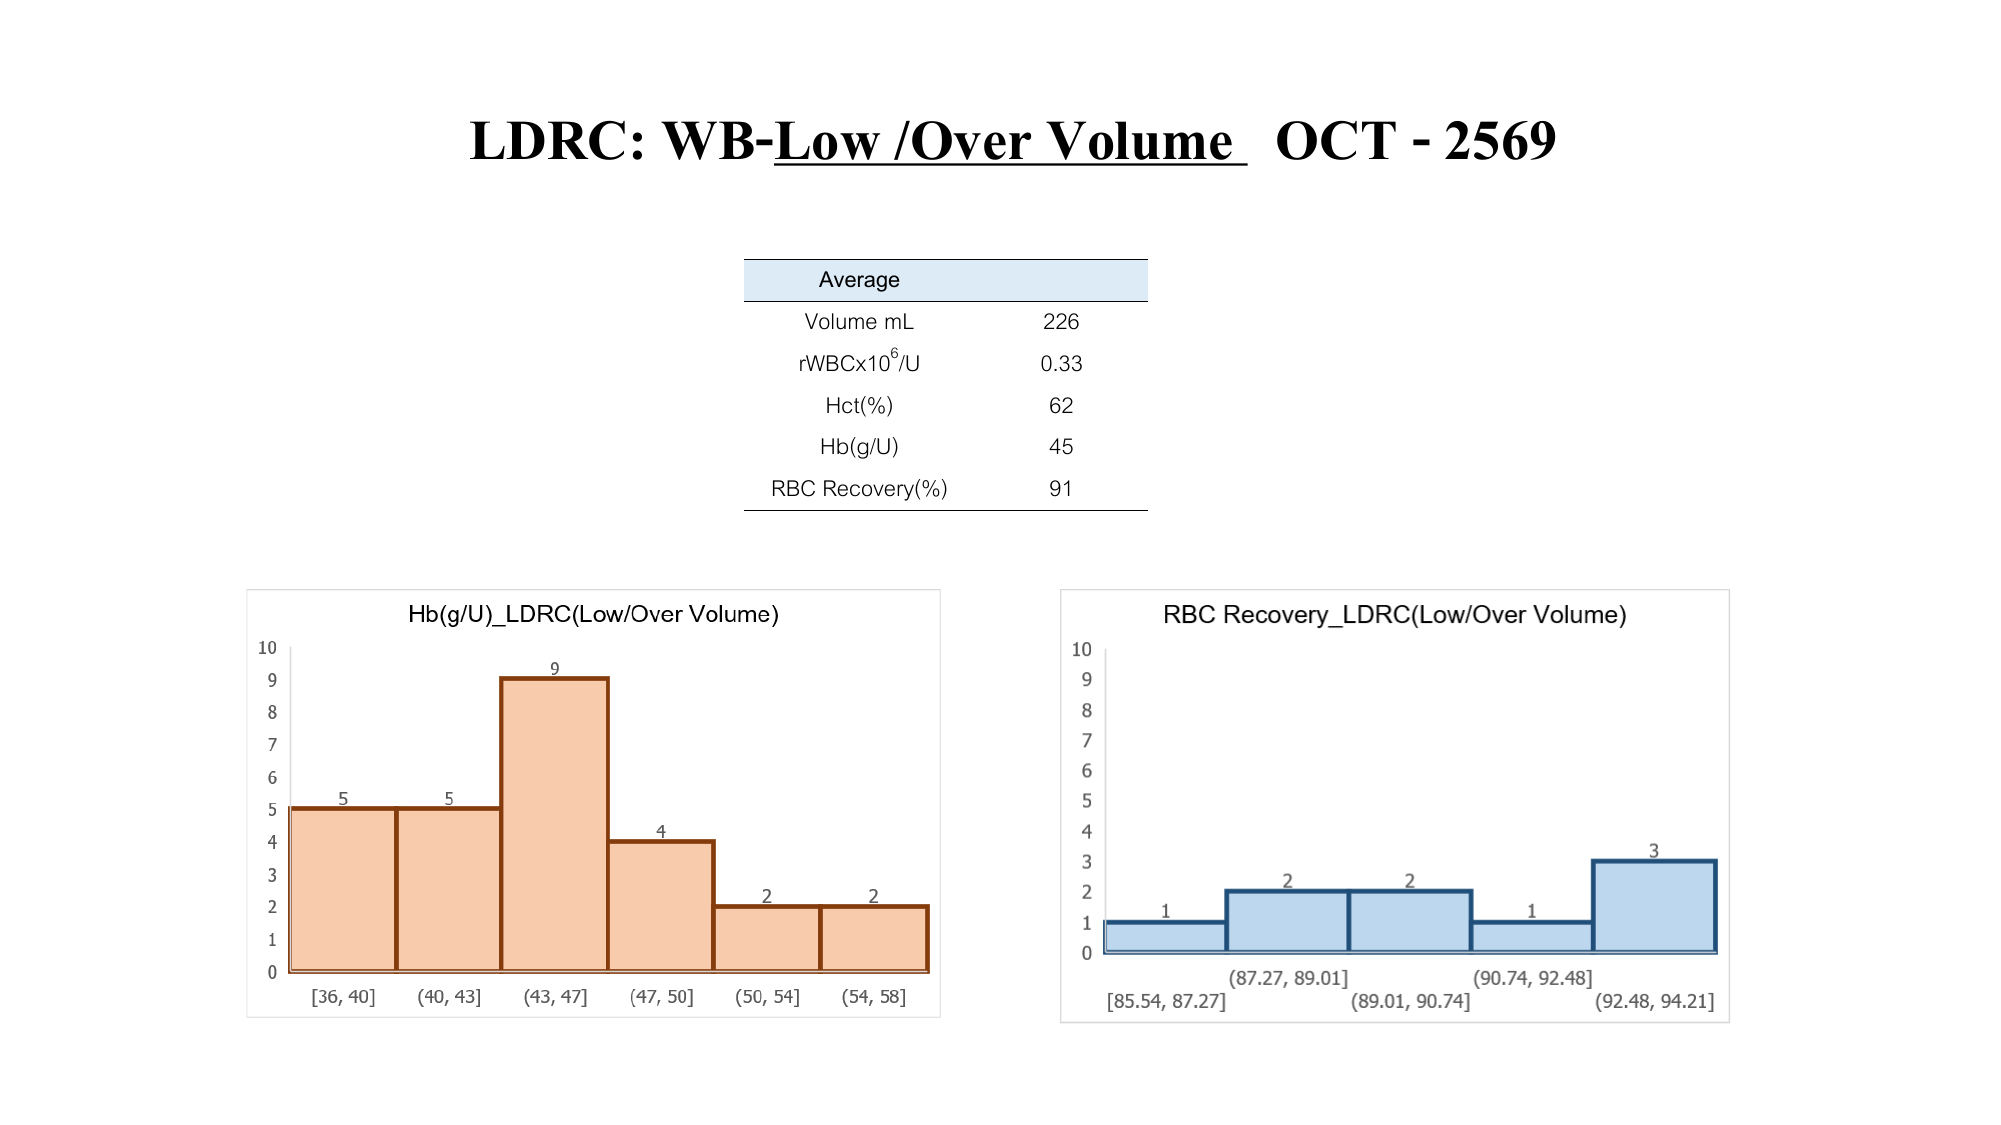 LDRC: WB-Low /Over Volume OCT - 2569
Average
Volume mL 226
rWBCx10⁶/U 0.33
Hct(%) 62
Hb(g/U) 45
RBC Recovery(%) 91
Hb(g/U)_LDRC(Low/Over Volume)
10
9
8
7
6
5
4
3
2
1
0
5 5 9 4 2 2
[36, 40] (40, 43] (43, 47] (47, 50] (50, 54] (54, 58]
RBC Recovery_LDRC(Low/Over Volume)
10
9
8
7
6
5
4
3
2
1
0
1 2 2 1 3
(87.27, 89.01] (90.74, 92.48]
[85.54, 87.27] (89.01, 90.74] (92.48, 94.21]